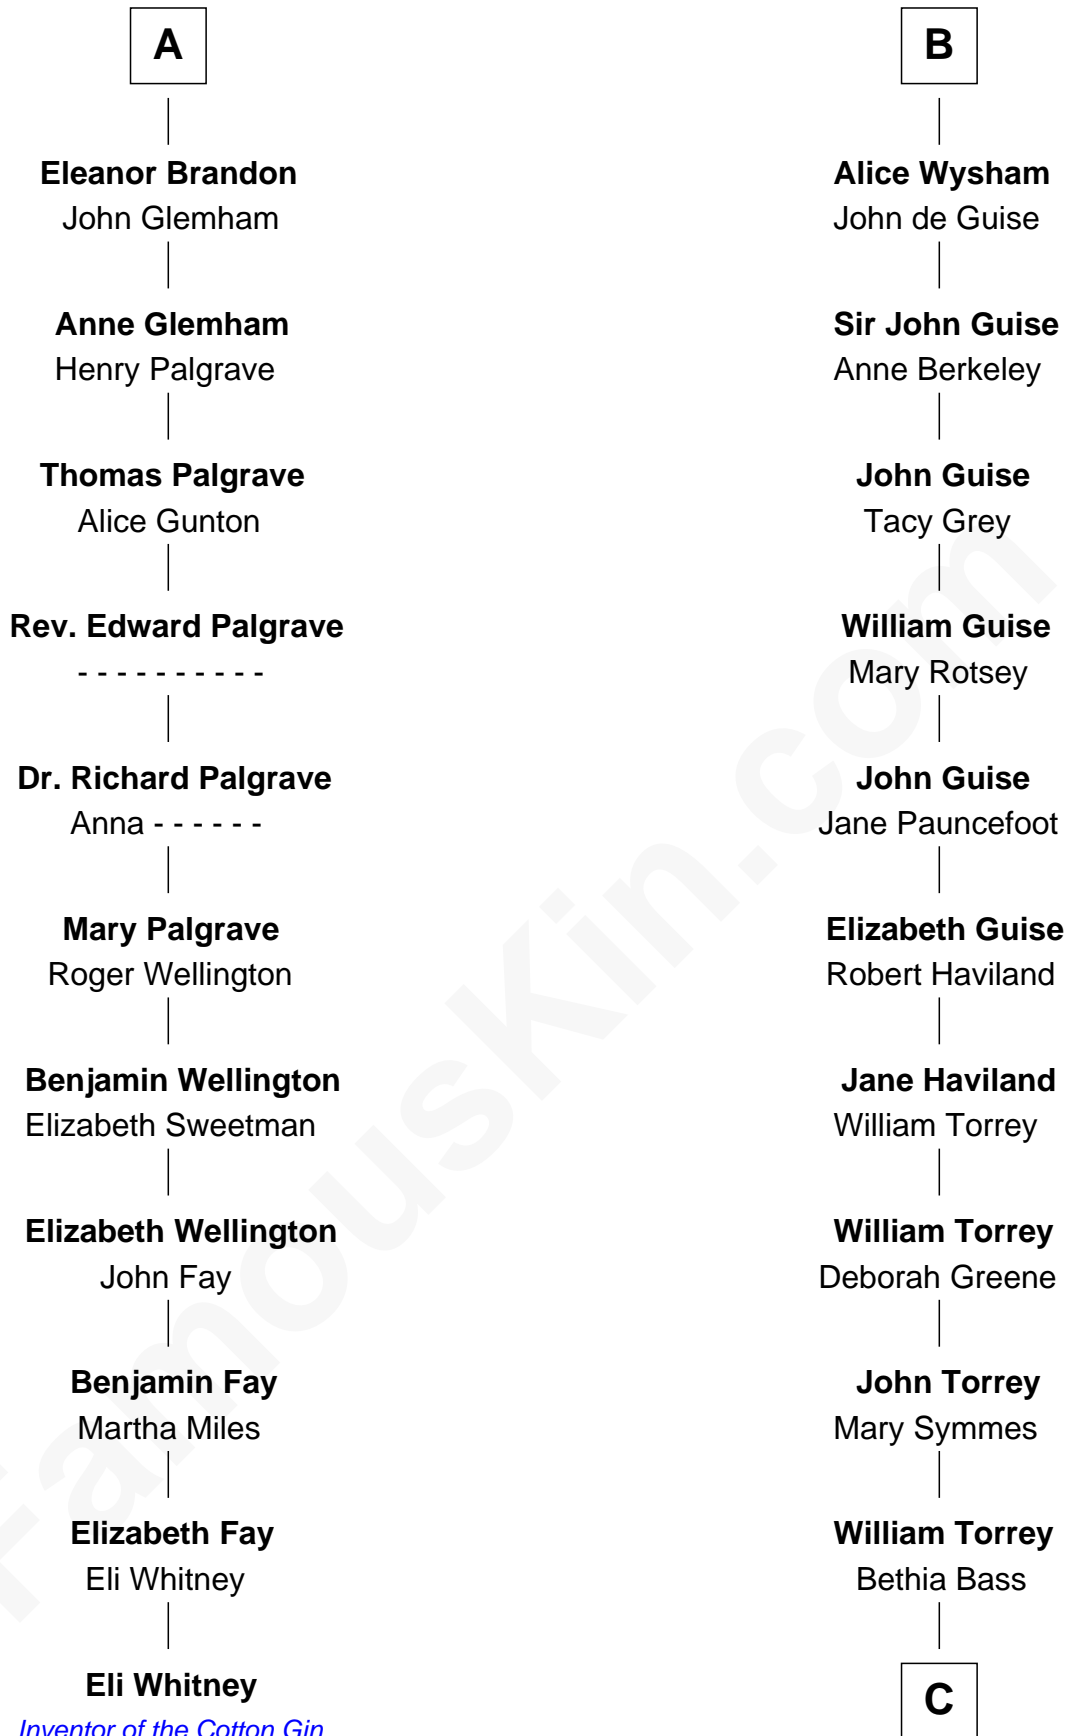 A
Eleanor Brandon
John Glemham
Anne Glemham
Henry Palgrave
Thomas Palgrave
Alice Gunton
Rev. Edward Palgrave
- - - - - - - - - -
Dr. Richard Palgrave
Anna - - - - - -
Mary Palgrave
Roger Wellington
Benjamin Wellington
Elizabeth Sweetman
Elizabeth Wellington
John Fay
Benjamin Fay
Martha Miles
Elizabeth Fay
Eli Whitney
Eli Whitney
Inventor of the Cotton Gin
B
Alice Wysham
John de Guise
Sir John Guise
Anne Berkeley
John Guise
Tacy Grey
William Guise
Mary Rotsey
John Guise
Jane Pauncefoot
Elizabeth Guise
Robert Haviland
Jane Haviland
William Torrey
William Torrey
Deborah Greene
John Torrey
Mary Symmes
William Torrey
Bethia Bass
C
FamousKin.com